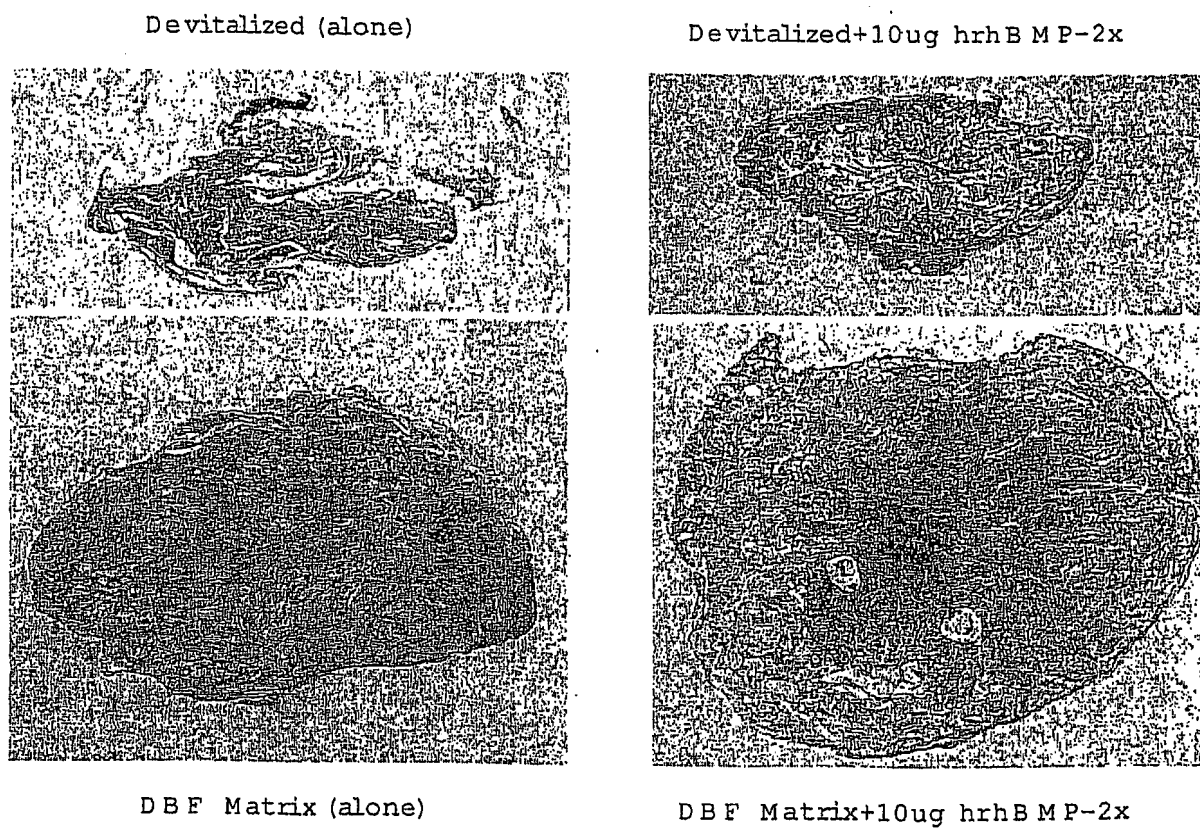 Devitalized (alone)
Devitalized+10ug hrhBMP-2x
DBF Matrix (alone)
DBF Matrix+10ug hrhBMP-2x